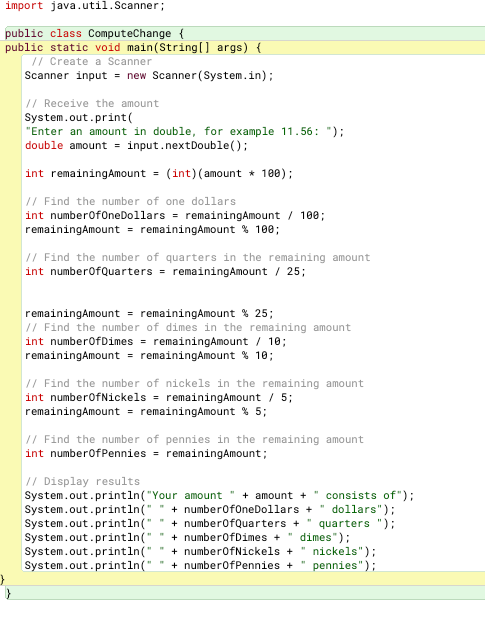 import java.util.Scanner;
public class ComputeChange {
public static void main(String[] args) {
// Create a Scanner
Scanner input = new Scanner(System.in);
// Receive the amount
System.out.print(
"Enter an amount in double, for example 11.56: ");
double amount = input.nextDouble();
int remainingAmount = (int)(amount * 100);
// Find the number of one dollars
int numberOfOneDollars = remainingAmount / 100;
remainingAmount = remainingAmount % 100;
// Find the number of quarters in the remaining amount
int numberOfQuarters = remainingAmount / 25;
remainingAmount = remainingAmount % 25;
// Find the number of dimes in the remaining amount
int numberOfDimes = remainingAmount / 10;
remainingAmount = remainingAmount % 10;
// Find the number of nickels in the remaining amount
int numberOfNickels = remainingAmount / 5;
remainingAmount = remainingAmount % 5;
// Find the number of pennies in the remaining amount
int numberOfPennies = remainingAmount;
// Display results
System.out.println("Your amount " + amount + " consists of");
System.out.println(" " + numberOfOneDollars + " dollars");
System.out.println(" " + numberOfQuarters + " quarters ");
System.out.println(" " + numberOfDimes + " dimes");
System.out.println(" " + numberOfNickels + " nickels");
System.out.println(" " + numberOfPennies + " pennies");
}
}